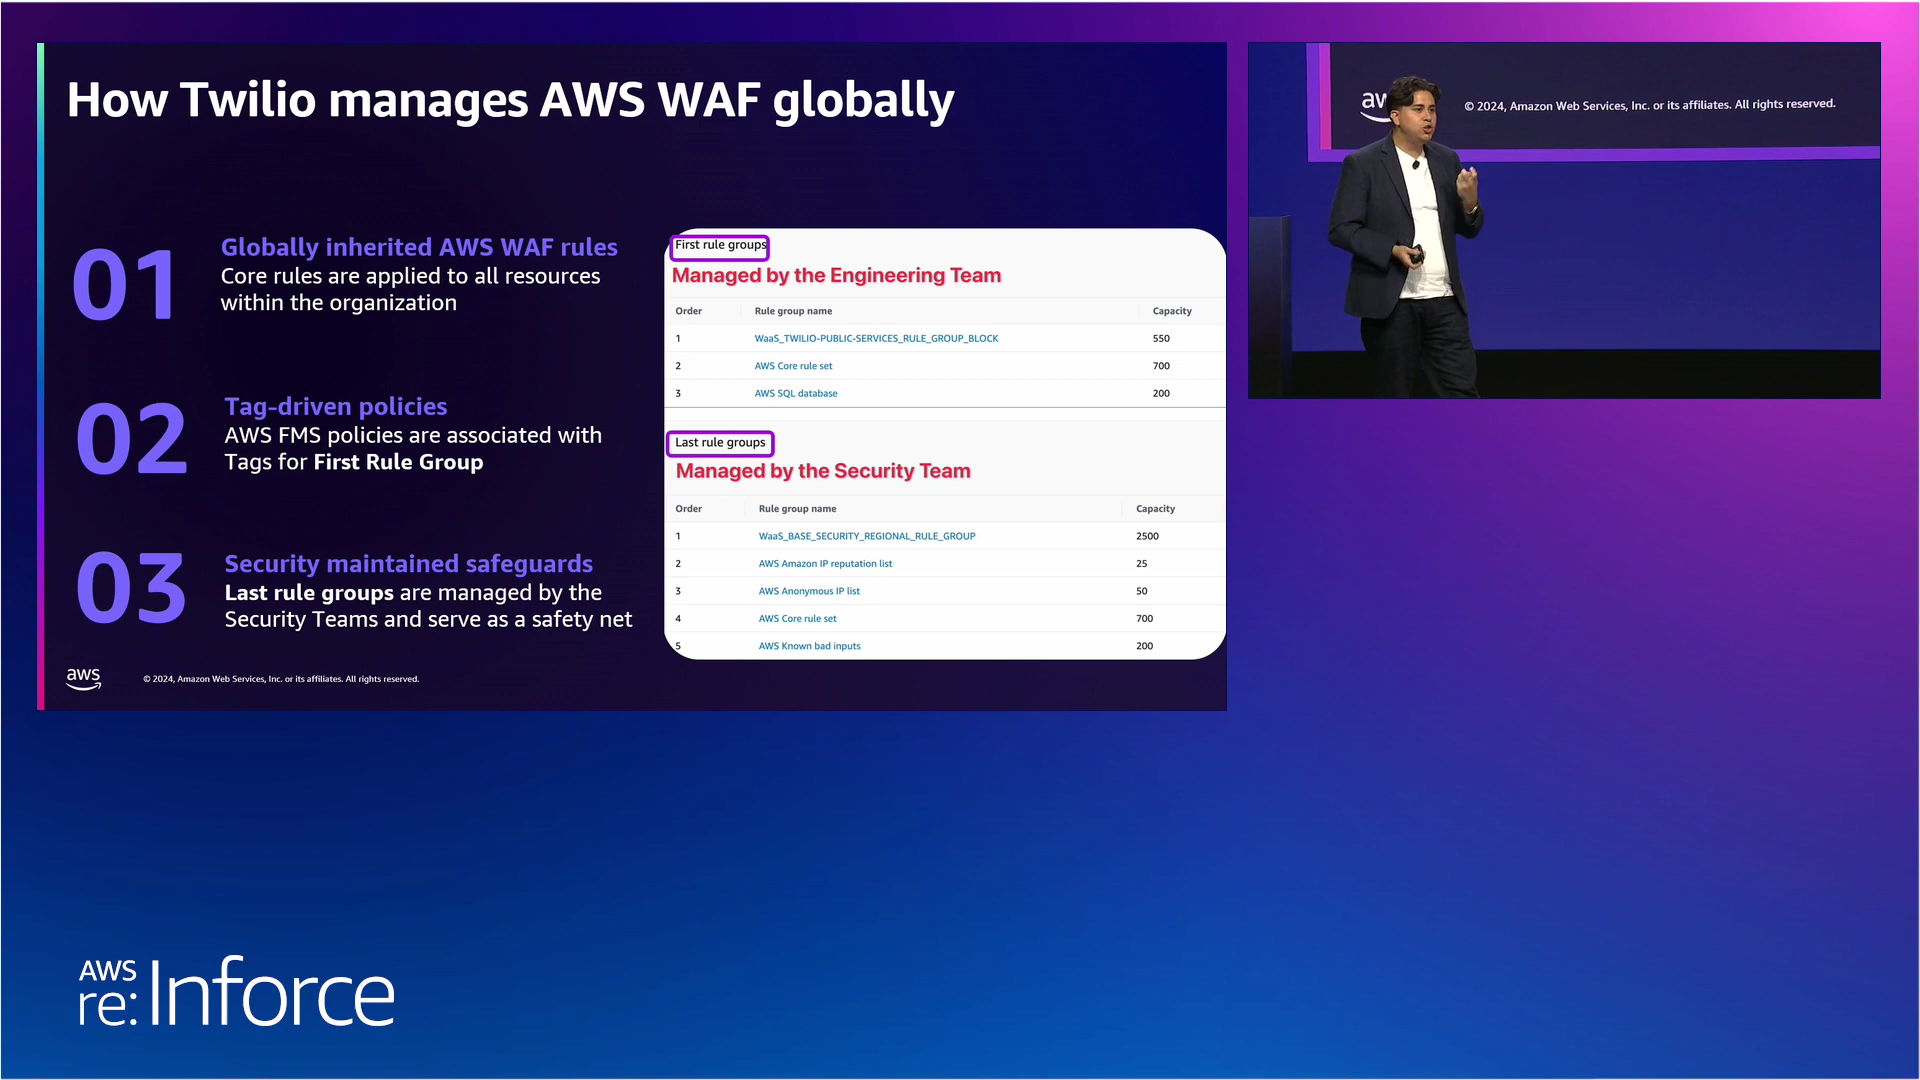 How Twilio manages AWS WAF globally
01
Globally inherited AWS WAF rules
Core rules are applied to all resources
within the organization
02
Tag-driven policies
AWS FMS policies are associated with
Tags for First Rule Group
03
Security maintained safeguards
Last rule groups are managed by the
Security Teams and serve as a safety net
First rule groups
Managed by the Engineering Team
Order Rule group name Capacity
1 WaaS_TWILIO-PUBLIC-SERVICES_RULE_GROUP_BLOCK 550
2 AWS Core rule set 700
3 AWS SQL database 200
Last rule groups
Managed by the Security Team
Order Rule group name Capacity
1 WaaS_BASE_SECURITY_REGIONAL_RULE_GROUP 2500
2 AWS Amazon IP reputation list 25
3 AWS Anonymous IP list 50
4 AWS Core rule set 700
5 AWS Known bad inputs 200
aws
© 2024, Amazon Web Services, Inc. or its affiliates. All rights reserved.
aw
© 2024, Amazon Web Services, Inc. or its affiliates. All rights reserved.
AWS
re:Inforce